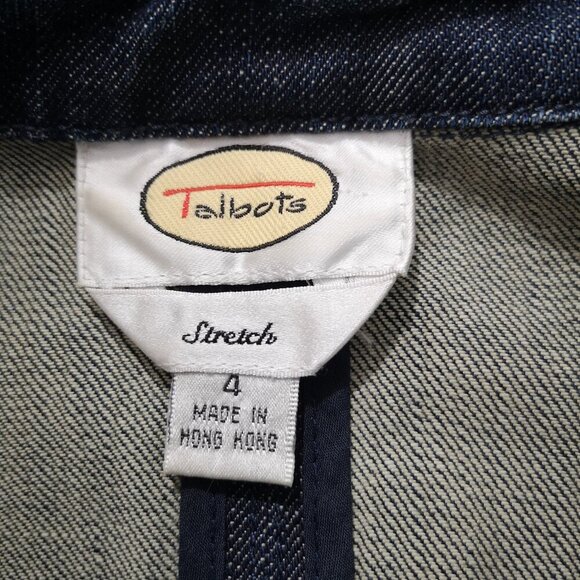 Talbots
Stretch
4
MADE IN
HONG KONG